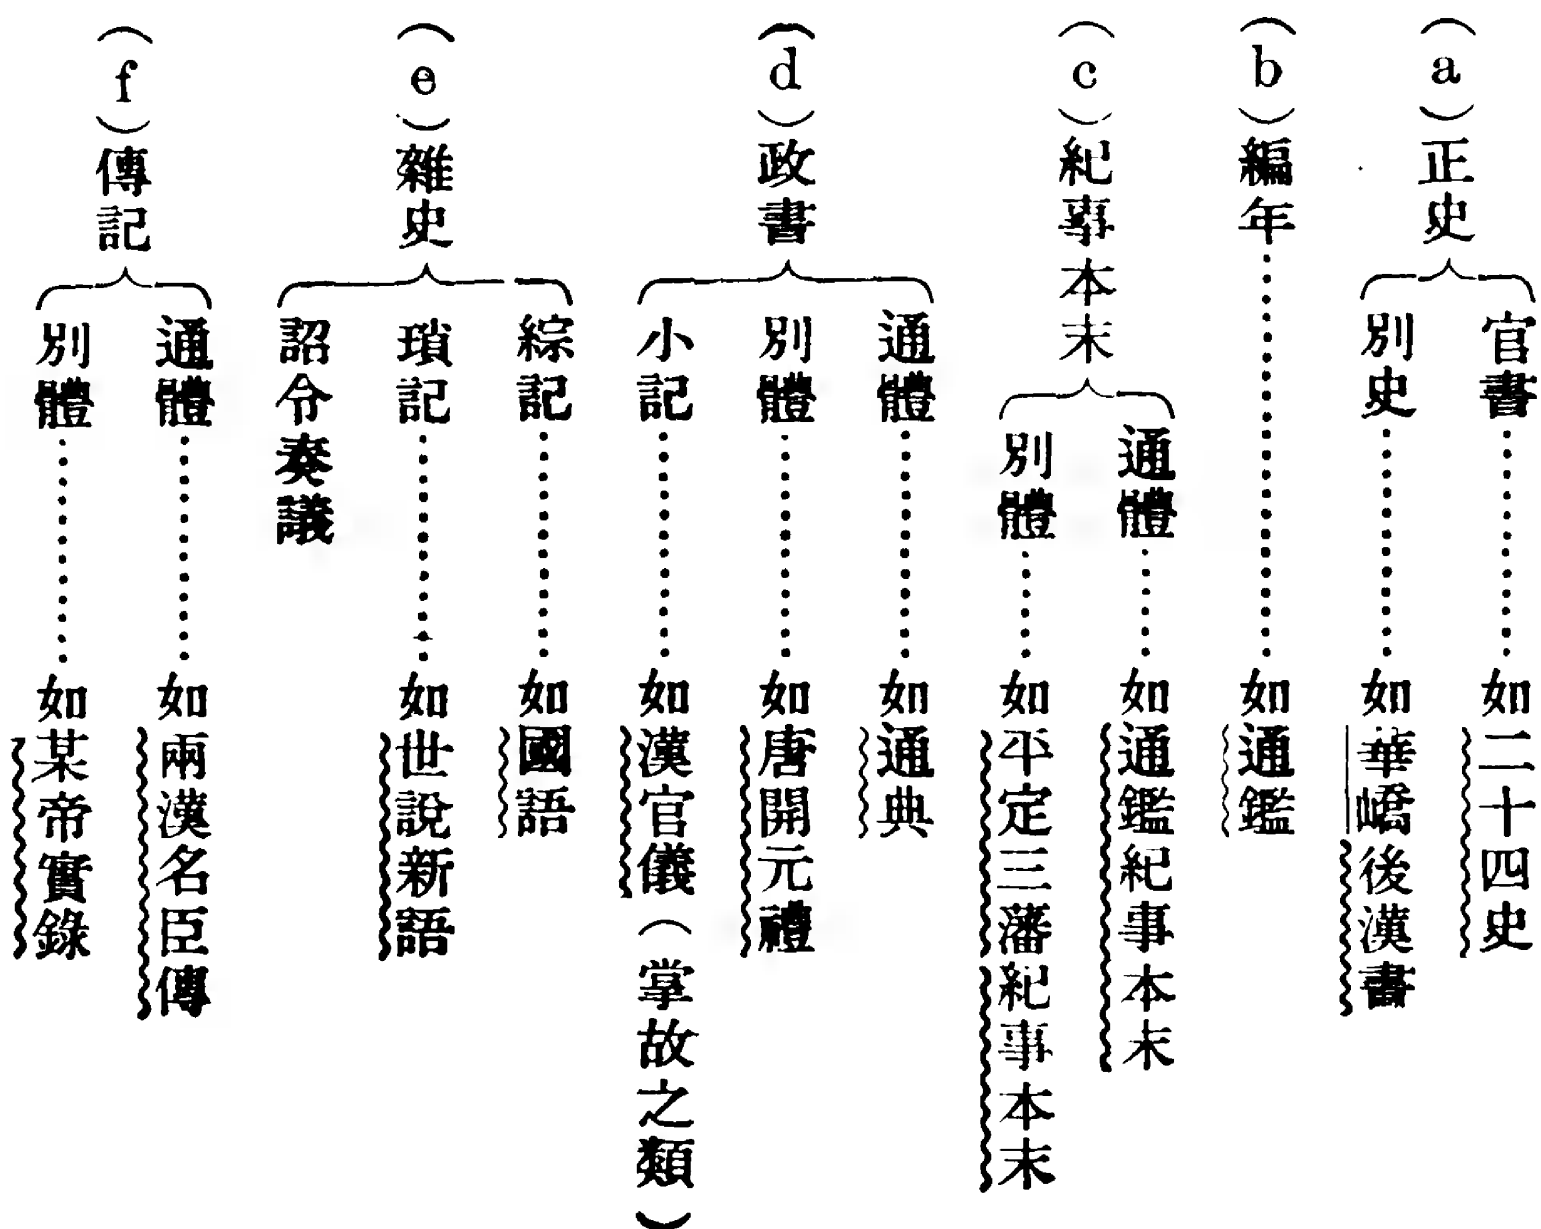 (a)正史
官書………如二十四史
別史………如華嶠後漢書
(b)編年………如通鑑
(c)紀事本末
通體……如通鑑紀事本末
別體……如平定三藩紀事本末
(d)政書
通體………如通典
別體………如唐開元禮
小記………如漢官儀(掌故之類)
(e)雜史
綜記………如國語
瑣記………如世說新語
詔令奏議
(f)傳記
通體………如兩漢名臣傳
別體………如某帝實錄